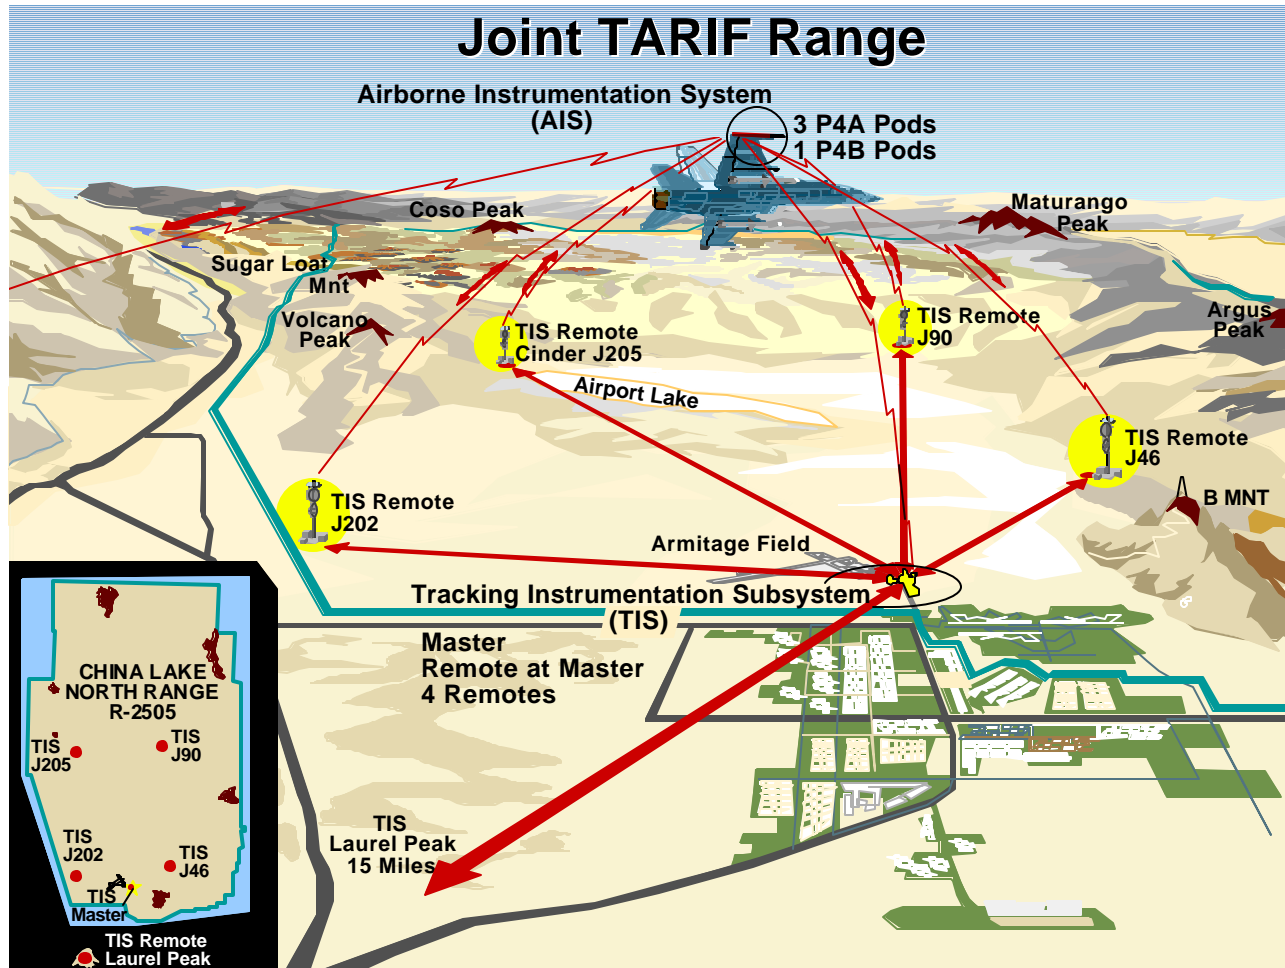 Joint TARIF Range
Airborne Instrumentation System
(AIS)
3 P4A Pods
1 P4B Pods
Coso Peak
Maturango
Peak
Sugar Loaf
Mnt
Volcano
Peak
Argus
Peak
TIS Remote
Cinder J205
TIS Remote
J90
Airport Lake
TIS Remote
J46
TIS Remote
J202
B MNT
Armitage Field
Tracking Instrumentation Subsystem
(TIS)
Master
Remote at Master
4 Remotes
TIS
Laurel Peak
15 Miles
CHINA LAKE
NORTH RANGE
R-2505
TIS
J205
TIS
J90
TIS
J202
TIS
J46
TIS
Master
TIS Remote
Laurel Peak